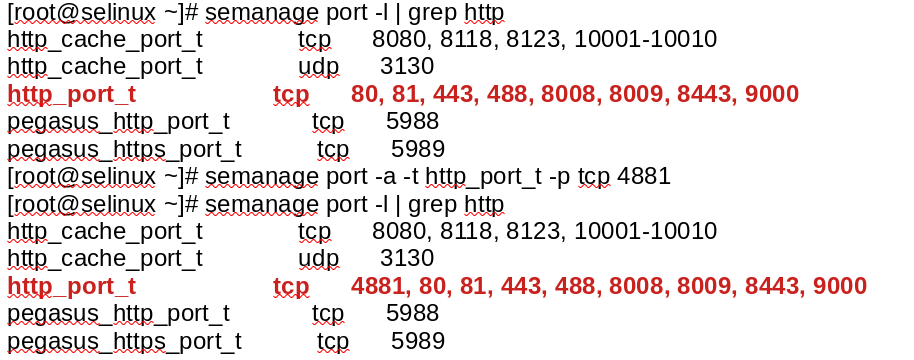 [root@selinux ~]# semanage port -l | grep http
http_cache_port_t tcp 8080, 8118, 8123, 10001-10010
http_cache_port_t udp 3130
http_port_t tcp 80, 81, 443, 488, 8008, 8009, 8443, 9000
pegasus_http_port_t tcp 5988
pegasus_https_port_t tcp 5989
[root@selinux ~]# semanage port -a -t http_port_t -p tcp 4881
[root@selinux ~]# semanage port -l | grep http
http_cache_port_t tcp 8080, 8118, 8123, 10001-10010
http_cache_port_t udp 3130
http_port_t tcp 4881, 80, 81, 443, 488, 8008, 8009, 8443, 9000
pegasus_http_port_t tcp 5988
pegasus_https_port_t tcp 5989